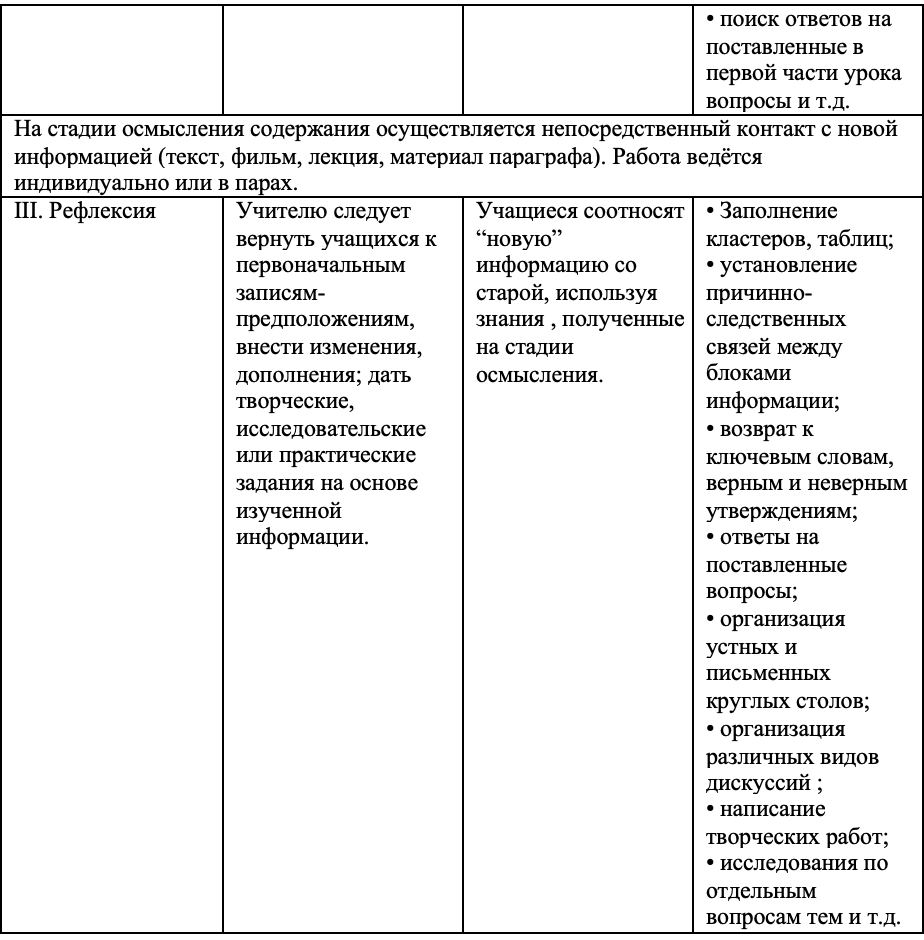 • поиск ответов на
поставленные в
первой части урока
вопросы и т.д.
На стадии осмысления содержания осуществляется непосредственный контакт с новой
информацией (текст, фильм, лекция, материал параграфа). Работа ведётся
индивидуально или в парах.
III. Рефлексия
Учителю следует
вернуть учащихся к
первоначальным
записям-
предположениям,
внести изменения,
дополнения; дать
творческие,
исследовательские
или практические
задания на основе
изученной
информации.
Учащиеся соотносят
“новую”
информацию со
старой, используя
знания , полученные
на стадии
осмысления.
• Заполнение
кластеров, таблиц;
• установление
причинно-
следственных
связей между
блоками
информации;
• возврат к
ключевым словам,
верным и неверным
утверждениям;
• ответы на
поставленные
вопросы;
• организация
устных и
письменных
круглых столов;
• организация
различных видов
дискуссий ;
• написание
творческих работ;
• исследования по
отдельным
вопросам тем и т.д.